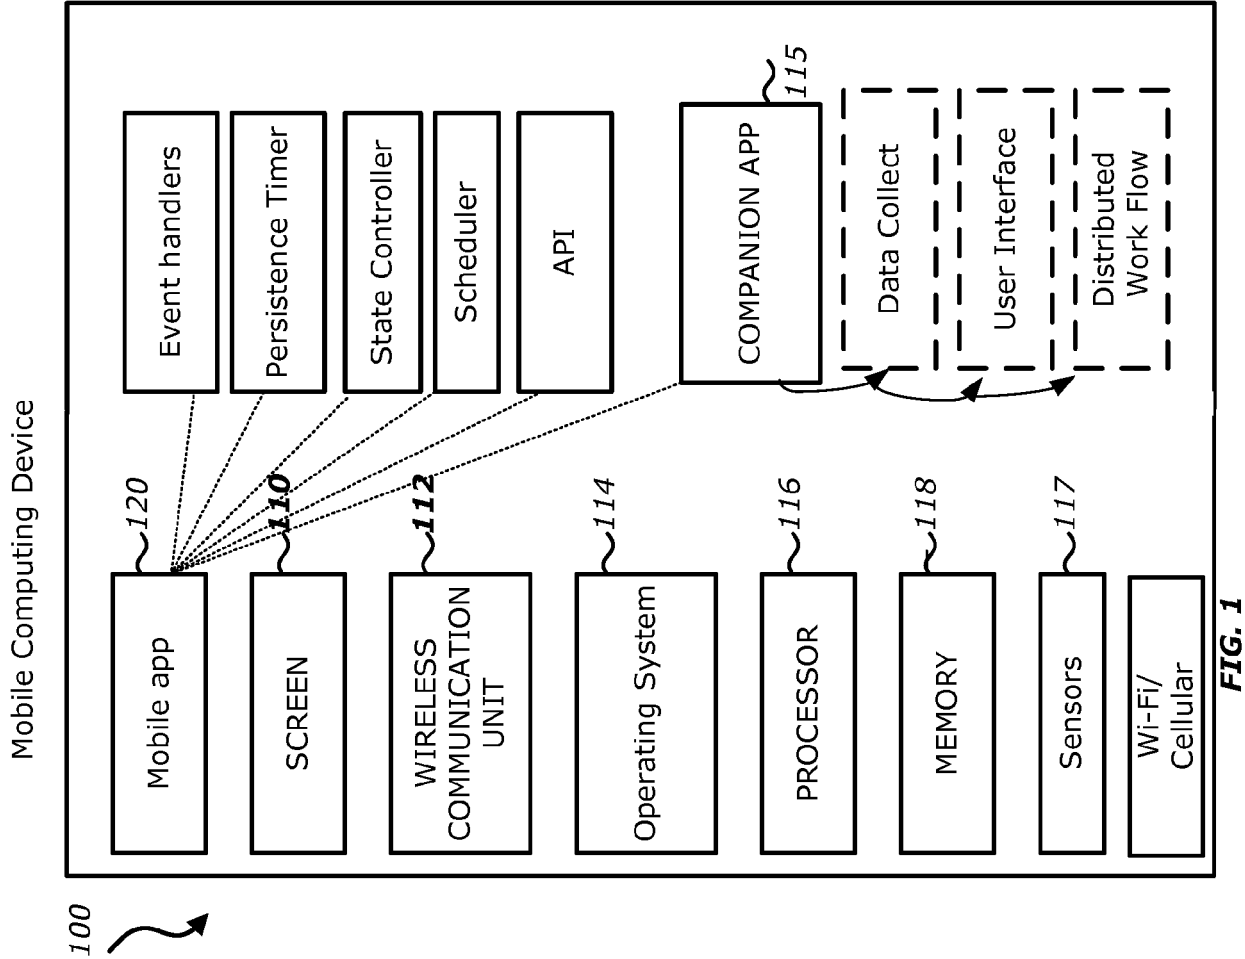 Mobile Computing Device
100
Mobile app
120
SCREEN
110
WIRELESS
COMMUNICATION
UNIT
112
Operating System
114
PROCESSOR
116
MEMORY
118
Sensors
117
Wi-Fi/
Cellular
Event handlers
Persistence Timer
State Controller
Scheduler
API
COMPANION APP
115
Data Collect
User Interface
Distributed
Work Flow
FIG. 1